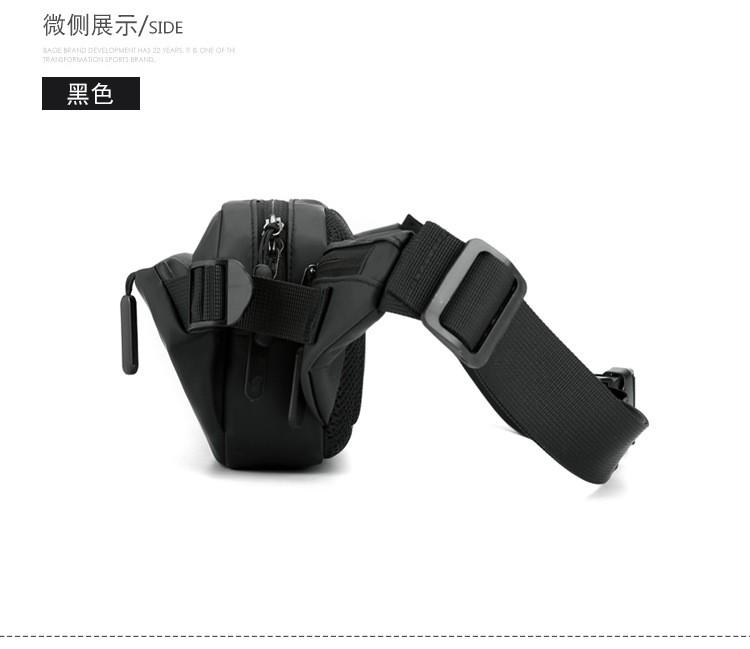 微侧展示/SIDE
BAGE BRAND DEVELOPMENT HAS 22 YEARS. IT IS ONE OF TH
TRANSFORMATION SPORTS BRAND.
黑色